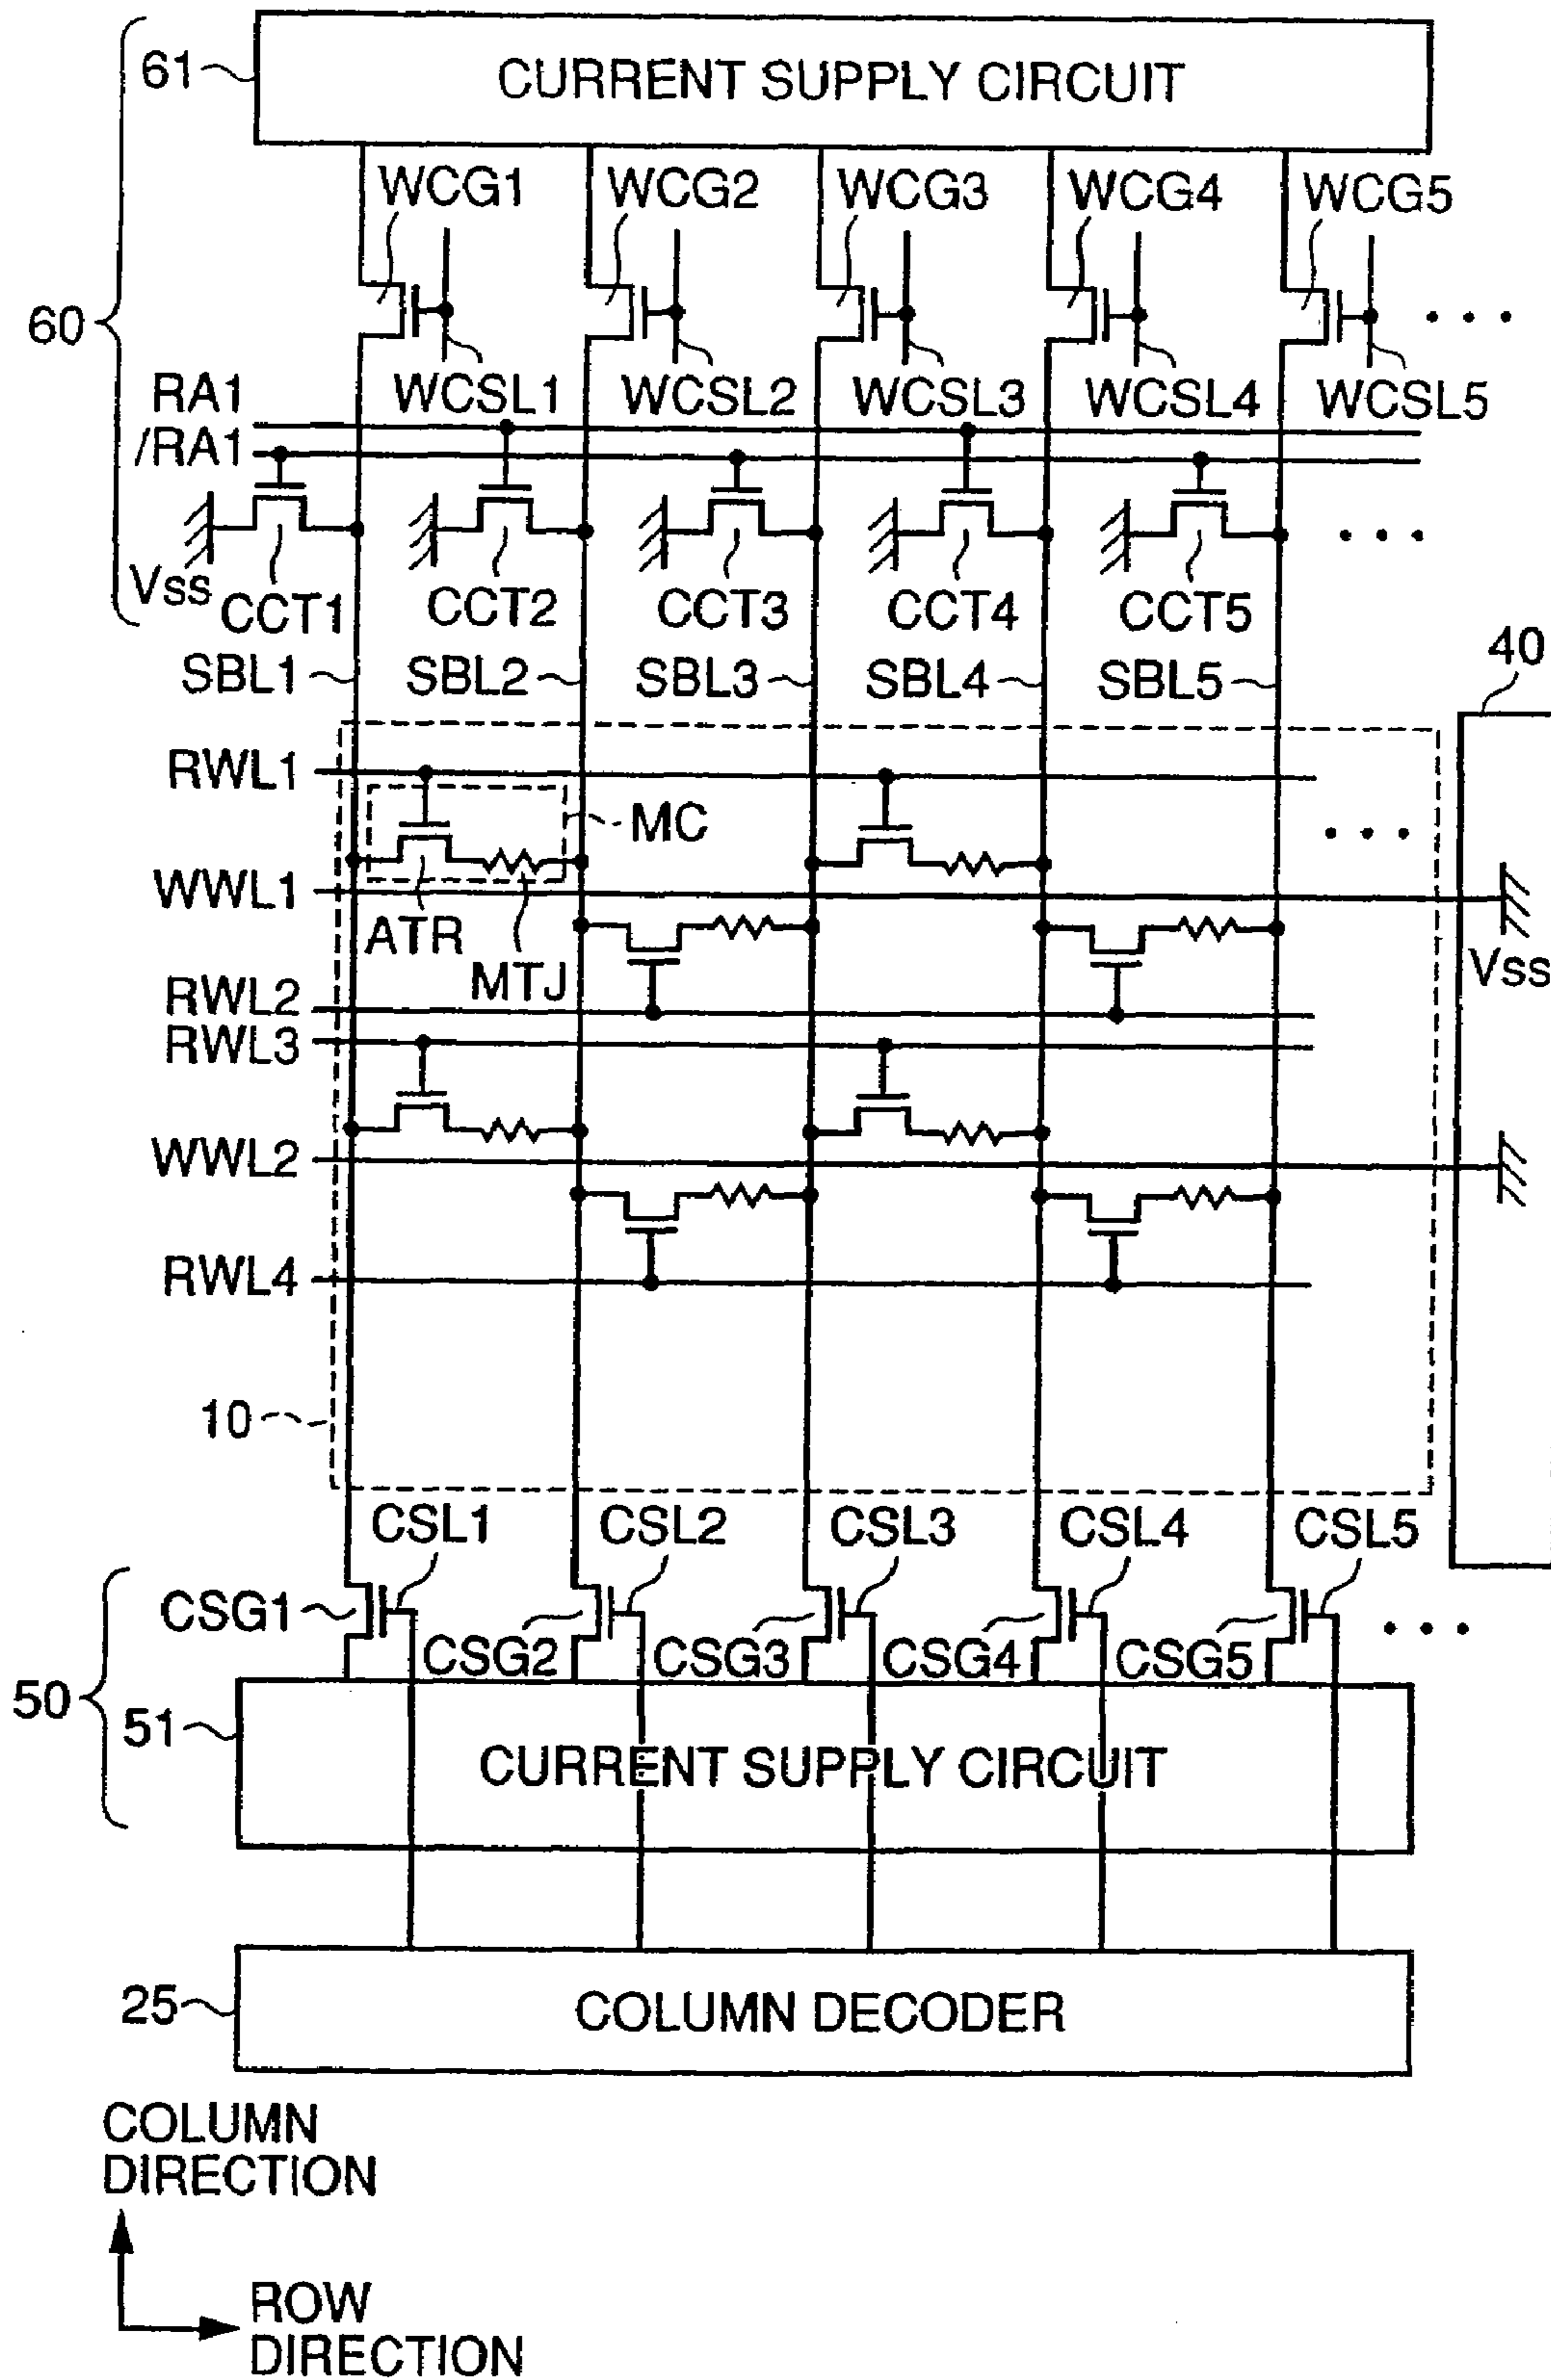 61
CURRENT SUPPLY CIRCUIT
WCG1
WCG2
WCG3
WCG4
WCG5
60
WCSL1
WCSL2
WCSL3
WCSL4
WCSL5
RA1
/RA1
Vss
CCT1
CCT2
CCT3
CCT4
CCT5
SBL1
SBL2
SBL3
SBL4
SBL5
40
RWL1
MC
WWL1
ATR
MTJ
Vss
RWL2
RWL3
WWL2
RWL4
10
CSL1
CSL2
CSL3
CSL4
CSL5
CSG1
CSG2
CSG3
CSG4
CSG5
50
51
CURRENT SUPPLY CIRCUIT
25
COLUMN DECODER
COLUMN
DIRECTION
ROW
DIRECTION